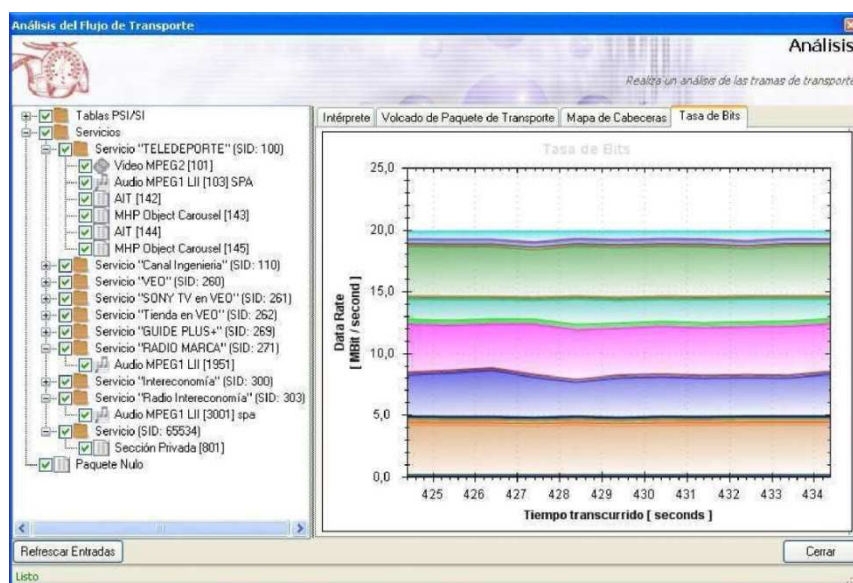 Análisis del Flujo de Transporte
Análisis
Realiza un análisis de las tramas de transporte
Tablas PSI/SI
Servicios
Servicio "TELEDEPORTE" (SID: 100)
Video MPEG2 [101]
Audio MPEG1 LII [103] SPA
AIT [142]
MHP Object Carousel [143]
AIT [144]
MHP Object Carousel [145]
Servicio "Canal Ingenieria" (SID: 110)
Servicio "VEO" (SID: 260)
Servicio "SONY TV en VEO" (SID: 261)
Servicio "Tienda en VEO" (SID: 262)
Servicio "GUIDE PLUS+" (SID: 269)
Servicio "RADIO MARCA" (SID: 271)
Audio MPEG1 LII [1951]
Servicio "Intereconomía" (SID: 300)
Servicio "Radio Intereconomía" (SID: 303)
Audio MPEG1 LII [3001] spa
Servicio (SID: 65534)
Sección Privada [801]
Paquete Nulo
Intérprete Volcado de Paquete de Transporte Mapa de Cabeceras Tasa de Bits
Tasa de Bits
25,0
20,0
15,0
10,0
5,0
0,0
Data Rate
[ MBit / second ]
425 426 427 428 429 430 431 432 433 434
Tiempo transcurrido [ seconds ]
Refrescar Entradas
Cerrar
Listo